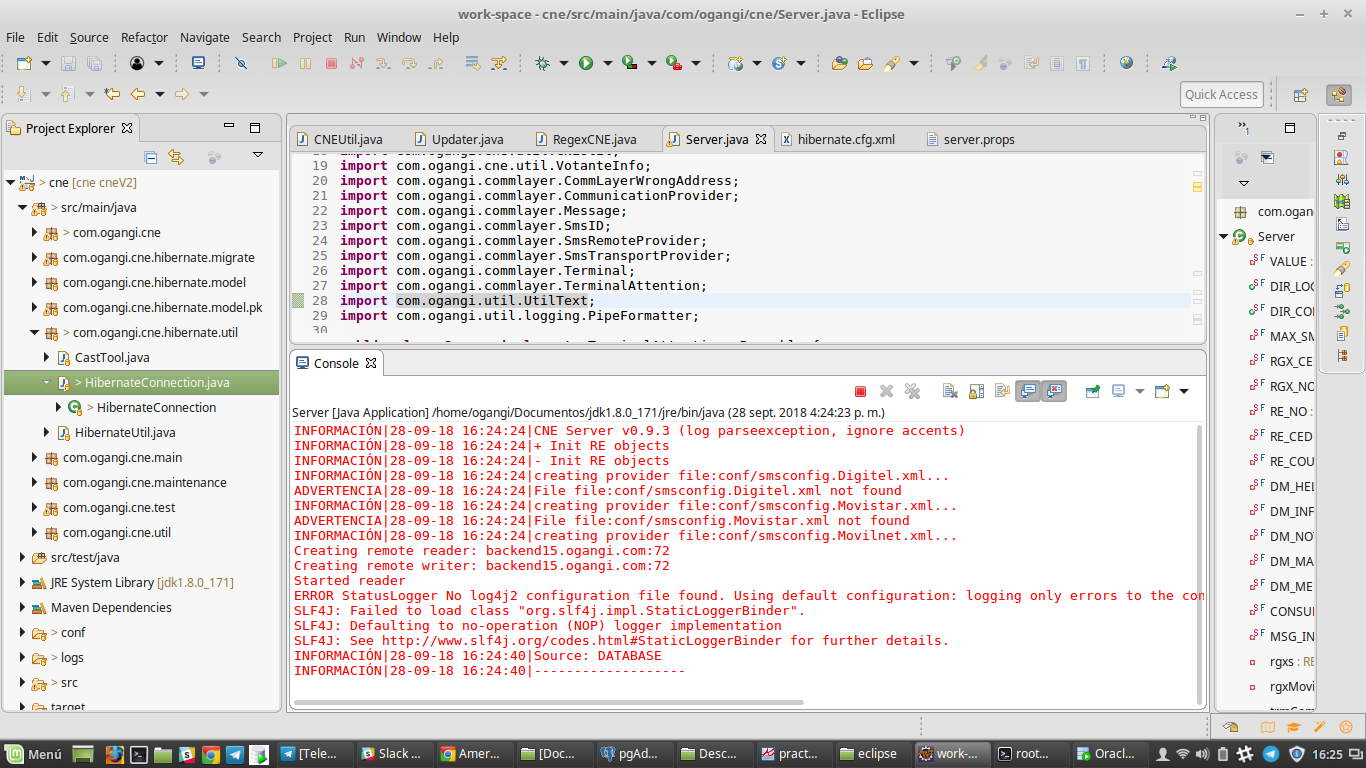 work-space - cne/src/main/java/com/ogangi/cne/Server.java - Eclipse
File Edit Source Refactor Navigate Search Project Run Window Help
Quick Access
Project Explorer
> cne [cne cneV2]
> src/main/java
> com.ogangi.cne
com.ogangi.cne.hibernate.migrate
com.ogangi.cne.hibernate.model
com.ogangi.cne.hibernate.model.pk
> com.ogangi.cne.hibernate.util
CastTool.java
> HibernateConnection.java
> HibernateConnection
HibernateUtil.java
com.ogangi.cne.main
com.ogangi.cne.maintenance
> com.ogangi.cne.test
com.ogangi.cne.util
src/test/java
JRE System Library [jdk1.8.0_171]
Maven Dependencies
> conf
> logs
> src
target
CNEUtil.java Updater.java RegexCNE.java Server.java hibernate.cfg.xml server.props
19 import com.ogangi.cne.util.VotanteInfo;
20 import com.ogangi.commlayer.CommLayerWrongAddress;
21 import com.ogangi.commlayer.CommunicationProvider;
22 import com.ogangi.commlayer.Message;
23 import com.ogangi.commlayer.SmsID;
24 import com.ogangi.commlayer.SmsRemoteProvider;
25 import com.ogangi.commlayer.SmsTransportProvider;
26 import com.ogangi.commlayer.Terminal;
27 import com.ogangi.commlayer.TerminalAttention;
28 import com.ogangi.util.UtilText;
29 import com.ogangi.util.logging.PipeFormatter;
30
Console
Server [Java Application] /home/ogangi/Documentos/jdk1.8.0_171/jre/bin/java (28 sept. 2018 4:24:23 p. m.)
INFORMACIÓN|28-09-18 16:24:24|CNE Server v0.9.3 (log parseexception, ignore accents)
INFORMACIÓN|28-09-18 16:24:24|+ Init RE objects
INFORMACIÓN|28-09-18 16:24:24|- Init RE objects
INFORMACIÓN|28-09-18 16:24:24|creating provider file:conf/smsconfig.Digitel.xml...
ADVERTENCIA|28-09-18 16:24:24|File file:conf/smsconfig.Digitel.xml not found
INFORMACIÓN|28-09-18 16:24:24|creating provider file:conf/smsconfig.Movistar.xml...
ADVERTENCIA|28-09-18 16:24:24|File file:conf/smsconfig.Movistar.xml not found
INFORMACIÓN|28-09-18 16:24:24|creating provider file:conf/smsconfig.Movilnet.xml...
Creating remote reader: backend15.ogangi.com:72
Creating remote writer: backend15.ogangi.com:72
Started reader
ERROR StatusLogger No log4j2 configuration file found. Using default configuration: logging only errors to the con
SLF4J: Failed to load class "org.slf4j.impl.StaticLoggerBinder".
SLF4J: Defaulting to no-operation (NOP) logger implementation
SLF4J: See http://www.slf4j.org/codes.html#StaticLoggerBinder for further details.
INFORMACIÓN|28-09-18 16:24:40|Source: DATABASE
INFORMACIÓN|28-09-18 16:24:40|-------------------
com.ogan
Server
VALUE :
DIR_LOG
DIR_CO
MAX_SM
RGX_CE
RGX_NO
RE_NO :
RE_CED
RE_COU
DM_HEL
DM_INF
DM_NO
DM_MA
DM_ME
CONSU
MSG_IN
rgxs : RE
rgxMovi
Menú [Tele... Slack ... Amer... [Doc... pgAd... Desc... pract... eclipse work-... root... Oracl... 16:25